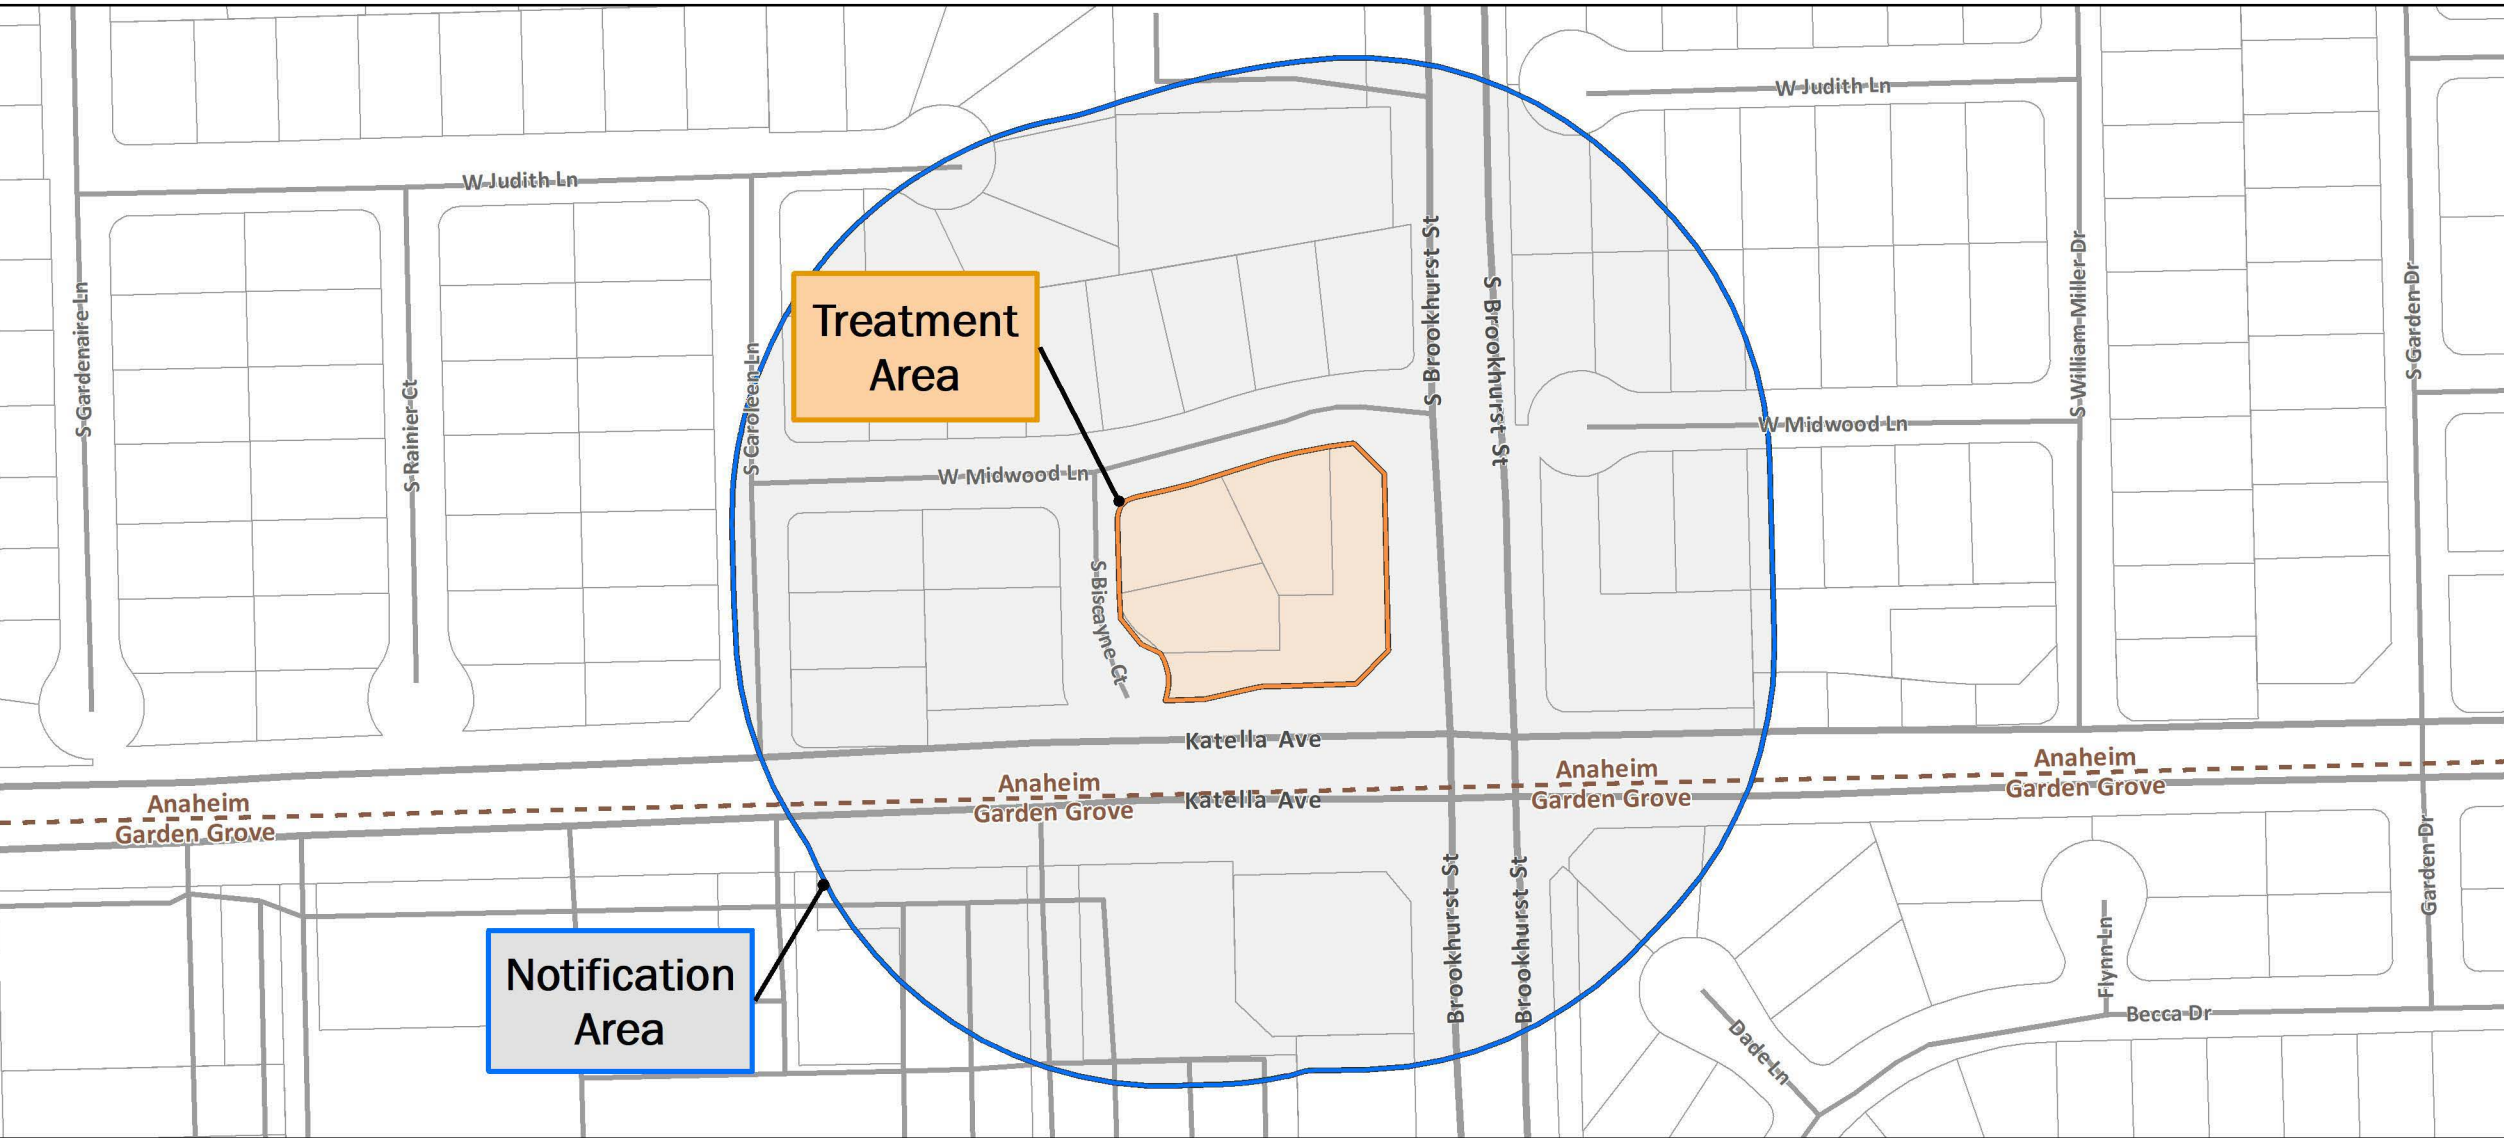 W Judith Ln
W Judith Ln
S Gardenaire Ln
S Rainier Ct
S Caroleen Ln
Treatment
Area
S Brookhurst St
S Brookhurst St
S William Miller Dr
S Garden Dr
W Midwood Ln
W Midwood Ln
S Biscayne Ct
Katella Ave
Katella Ave
Anaheim
Garden Grove
Anaheim
Garden Grove
Anaheim
Garden Grove
Anaheim
Garden Grove
Brookhurst St
Brookhurst St
Garden Dr
Flynn Ln
Becca Dr
Dade Ln
Notification
Area